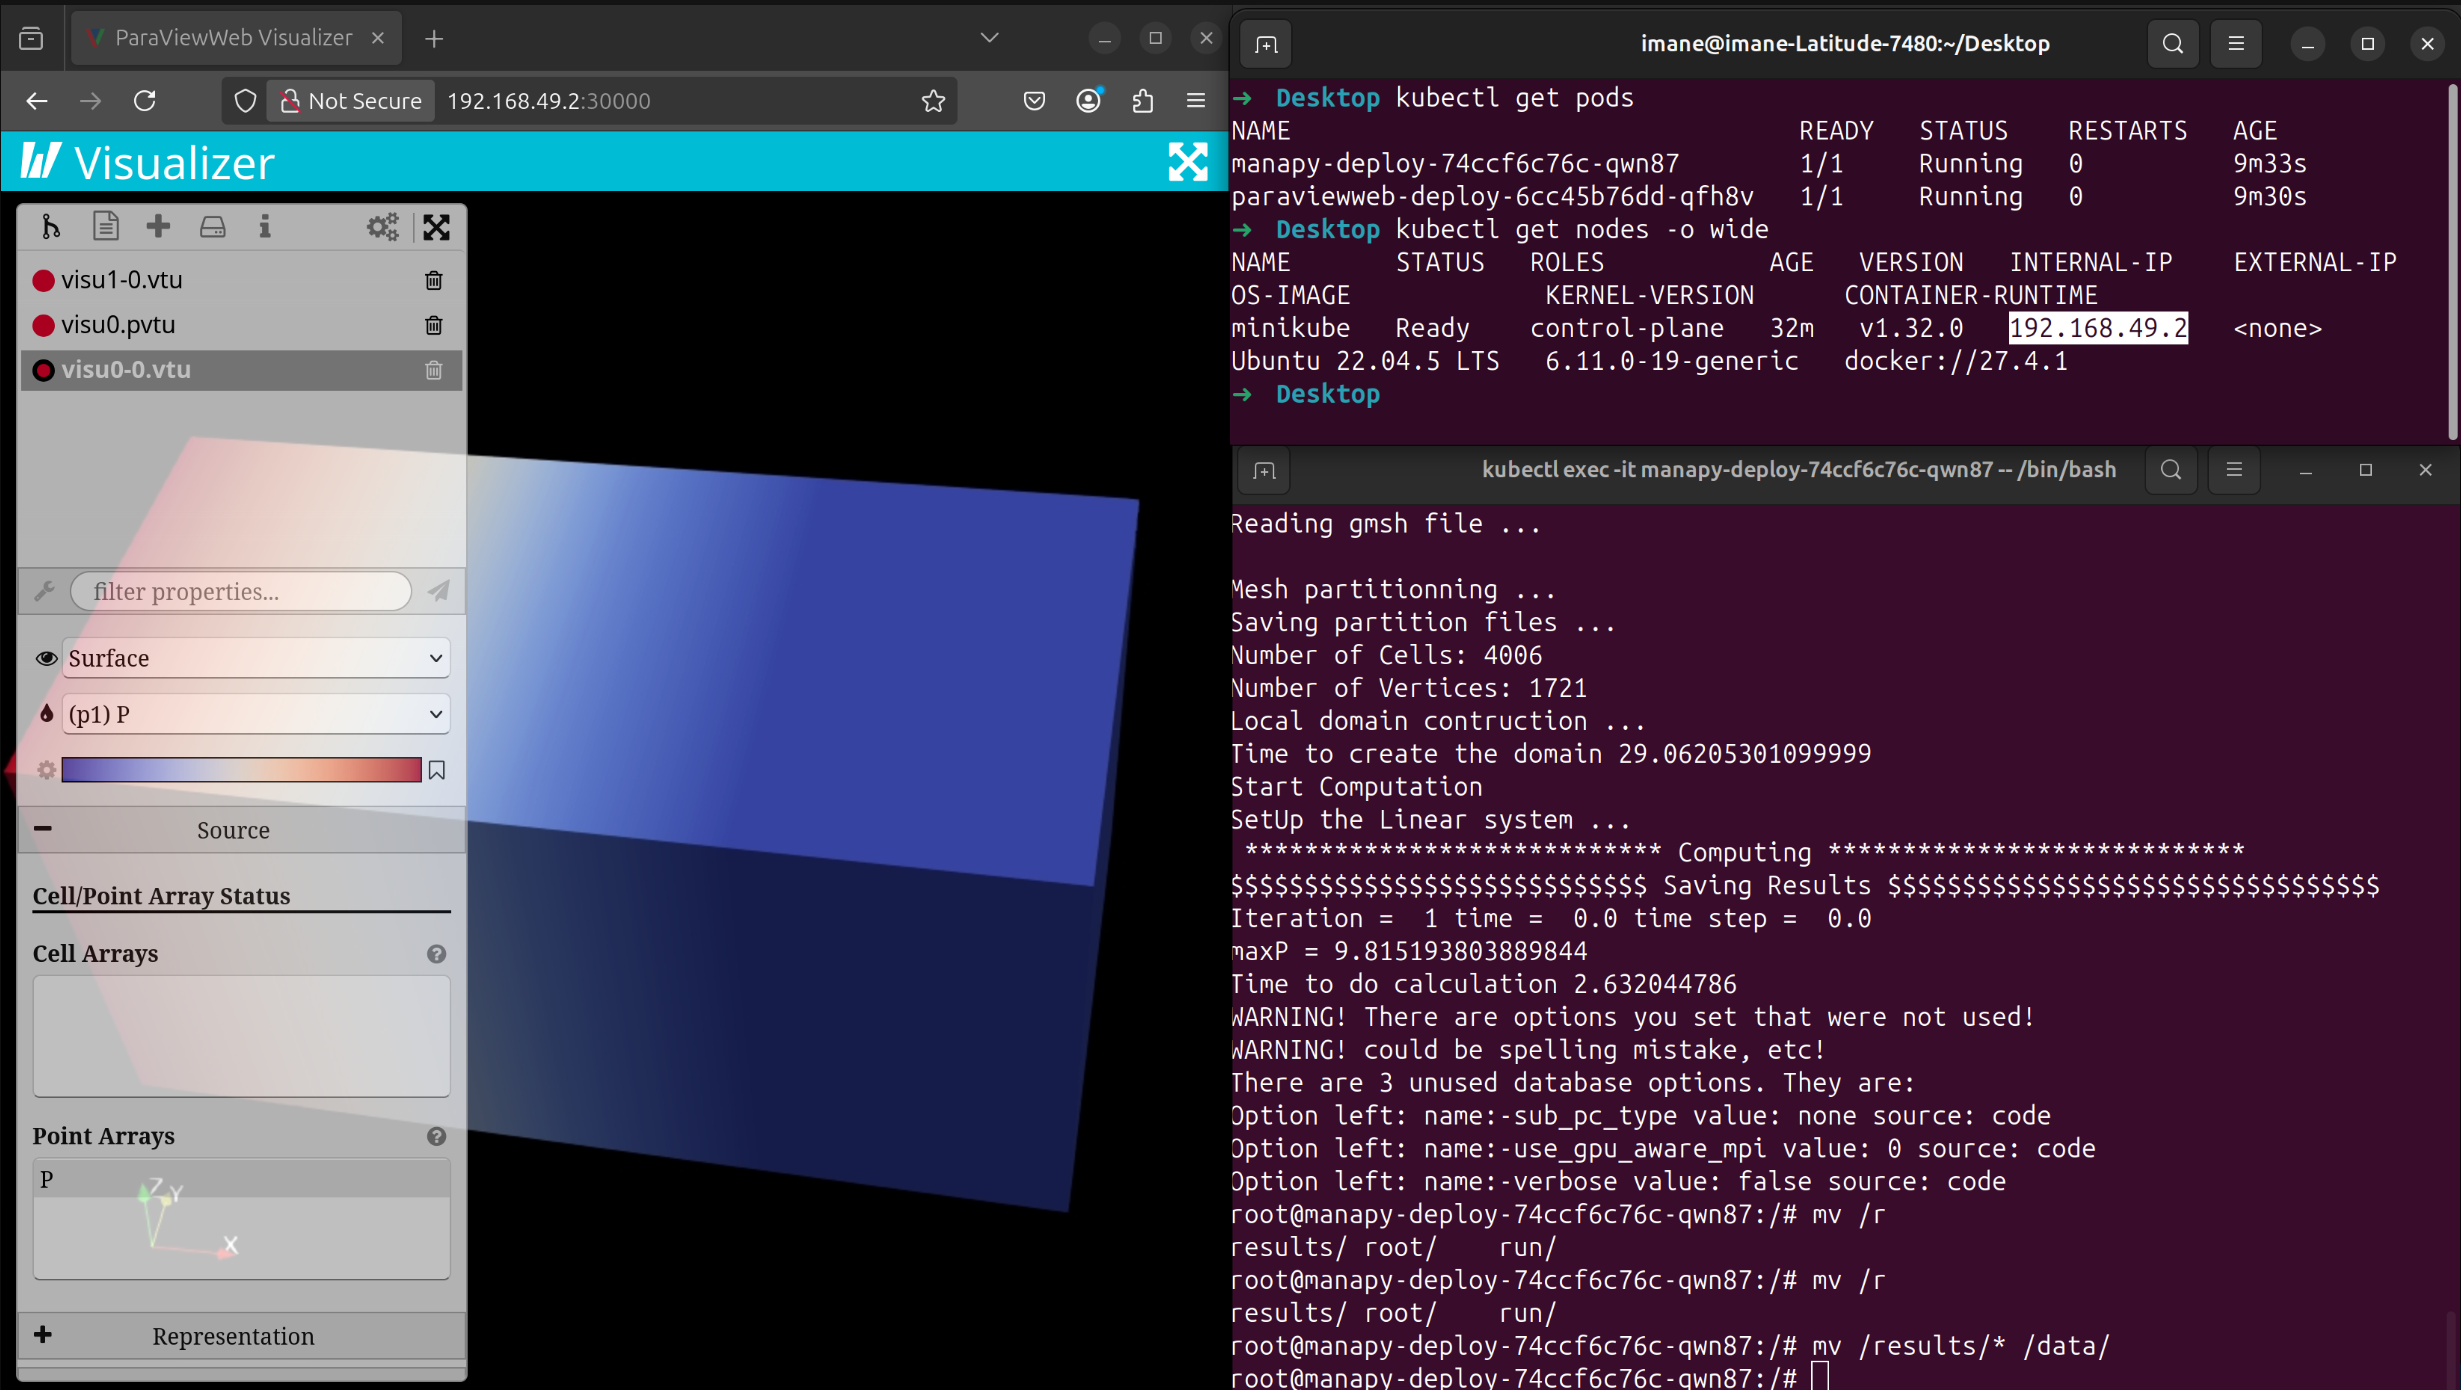 ParaViewWeb Visualizer
Not Secure 192.168.49.2:30000
Visualizer
visu1-0.vtu
visu0.pvtu
visu0-0.vtu
filter properties...
Surface
(p1) P
Source
Cell/Point Array Status
Cell Arrays
Point Arrays
P
Z
Y
X
Representation
imane@imane-Latitude-7480:~/Desktop
→ Desktop kubectl get pods
NAME READY STATUS RESTARTS AGE
manapy-deploy-74ccf6c76c-qwn87 1/1 Running 0 9m33s
paraviewweb-deploy-6cc45b76dd-qfh8v 1/1 Running 0 9m30s
→ Desktop kubectl get nodes -o wide
NAME STATUS ROLES AGE VERSION INTERNAL-IP EXTERNAL-IP
OS-IMAGE KERNEL-VERSION CONTAINER-RUNTIME
minikube Ready control-plane 32m v1.32.0 192.168.49.2 <none>
Ubuntu 22.04.5 LTS 6.11.0-19-generic docker://27.4.1
→ Desktop
kubectl exec -it manapy-deploy-74ccf6c76c-qwn87 -- /bin/bash
Reading gmsh file ...
Mesh partitionning ...
Saving partition files ...
Number of Cells: 4006
Number of Vertices: 1721
Local domain contruction ...
Time to create the domain 29.06205301099999
Start Computation
SetUp the Linear system ...
**************************** Computing ****************************
$$$$$$$$$$$$$$$$$$$$$$$$$$$$ Saving Results $$$$$$$$$$$$$$$$$$$$$$$$$$$$$$$$$
Iteration = 1 time = 0.0 time step = 0.0
maxP = 9.815193803889844
Time to do calculation 2.632044786
WARNING! There are options you set that were not used!
WARNING! could be spelling mistake, etc!
There are 3 unused database options. They are:
Option left: name:-sub_pc_type value: none source: code
Option left: name:-use_gpu_aware_mpi value: 0 source: code
Option left: name:-verbose value: false source: code
root@manapy-deploy-74ccf6c76c-qwn87:/# mv /r
results/ root/ run/
root@manapy-deploy-74ccf6c76c-qwn87:/# mv /r
results/ root/ run/
root@manapy-deploy-74ccf6c76c-qwn87:/# mv /results/* /data/
root@manapy-deploy-74ccf6c76c-qwn87:/#